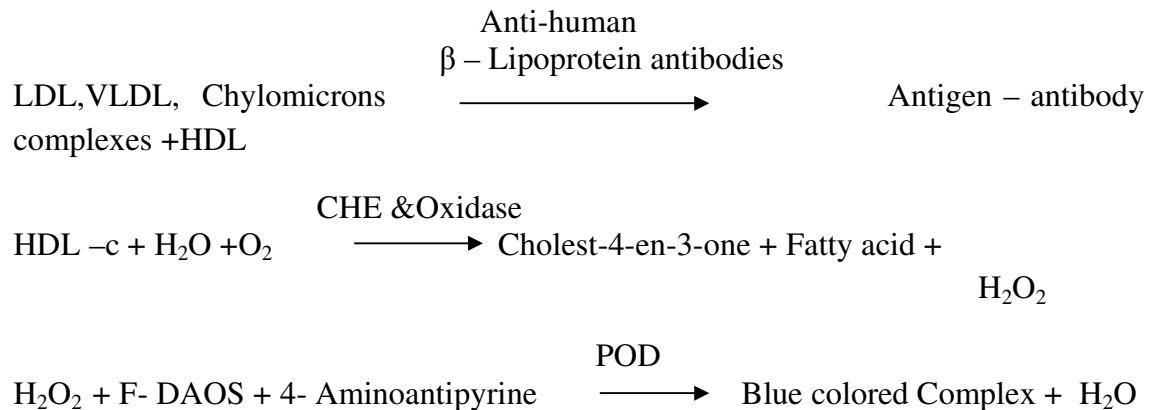 Anti-human
β – Lipoprotein antibodies
LDL,VLDL, Chylomicrons Antigen – antibody
complexes +HDL
CHE &Oxidase
HDL –c + H₂O +O₂ Cholest-4-en-3-one + Fatty acid +
H₂O₂
POD
H₂O₂ + F- DAOS + 4- Aminoantipyrine Blue colored Complex + H₂O